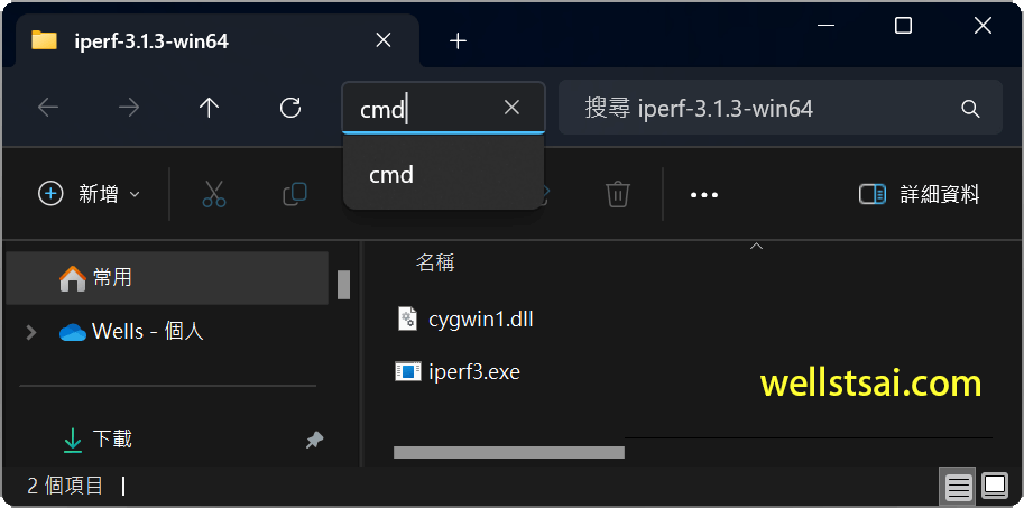 iperf-3.1.3-win64
cmd
搜尋 iperf-3.1.3-win64
cmd
新增
詳細資料
常用
Wells - 個人
下載
名稱
cygwin1.dll
iperf3.exe
wellstsai.com
2 個項目